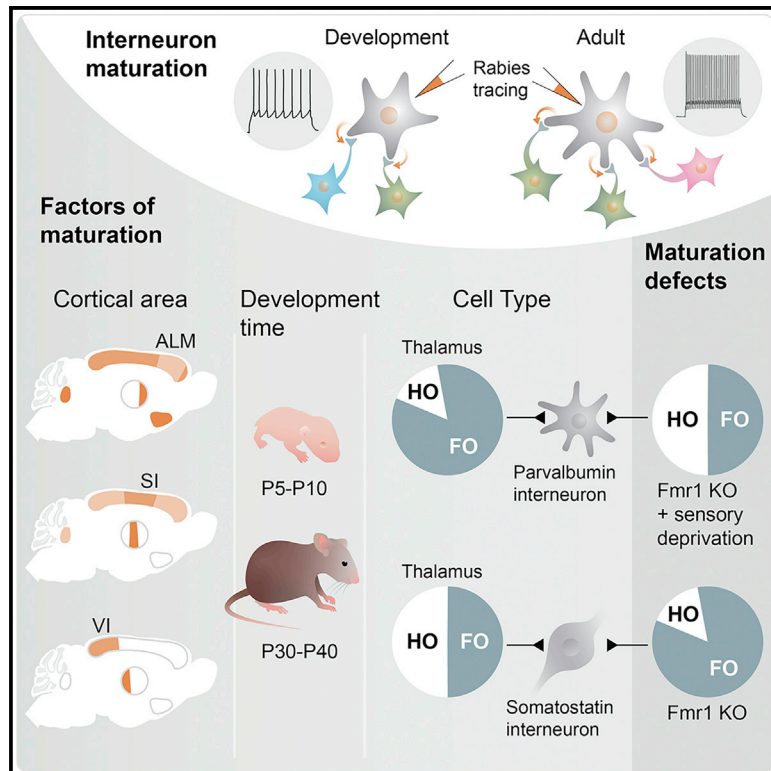 Interneuron
maturation
Development
Adult
Rabies
tracing
Factors of
maturation
Cortical area
ALM
SI
VI
Development
time
P5-P10
P30-P40
Cell Type
Thalamus
HO
FO
Parvalbumin
interneuron
Thalamus
HO
FO
Somatostatin
interneuron
Maturation
defects
HO
FO
Fmr1 KO
+ sensory
deprivation
HO
FO
Fmr1 KO